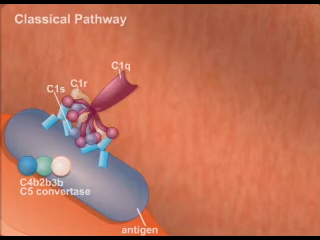 Classical Pathway
C1q
C1r
C1s
C4b2b3b
C5 convertase
antigen